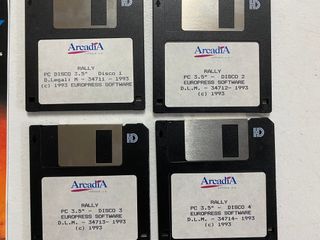 HD
ArcadiA
RALLY
PC DISCO 3.5" Disco 1
D.Legal: M - 34711 - 1993
(c) 1993 EUROPRESS SOFTWARE
HD
ArcadiA
RALLY
PC 3.5" - DISCO 2
D.L.M. - 34712- 1993
EUROPRESS SOFTWARE
(c) 1993
HD
ArcadiA
RALLY
PC 3.5" - DISCO 3
EUROPRESS SOFTWARE
D.L.M. - 34713- 1993
(c) 1993
HD
ArcadiA
RALLY
PC 3.5" - DISCO 4
EUROPRESS SOFTWARE
D.L.M. - 34714- 1993
(c) 1993